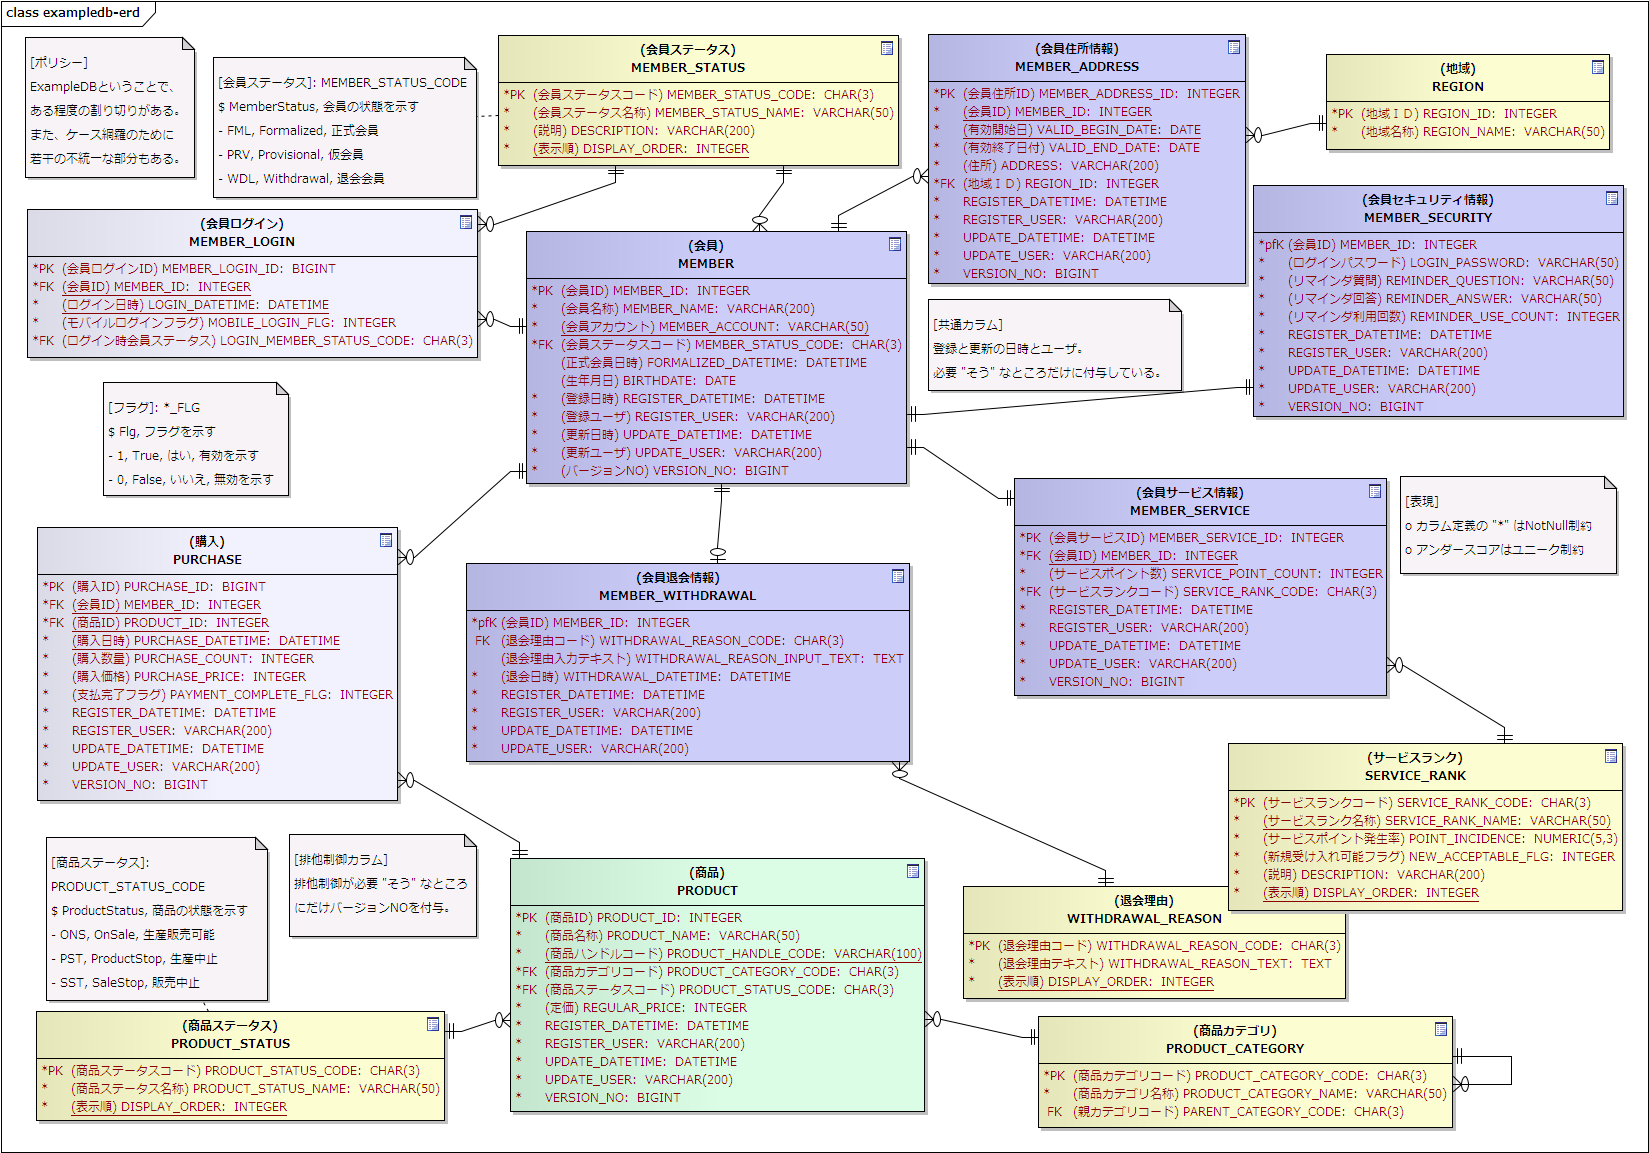 class exampledb-erd
[ポリシー]
ExampleDBということで、
ある程度の割り切りがある。
また、ケース網羅のために
若干の不統一な部分もある。
[会員ステータス]: MEMBER_STATUS_CODE
$ MemberStatus, 会員の状態を示す
- FML, Formalized, 正式会員
- PRV, Provisional, 仮会員
- WDL, Withdrawal, 退会会員
(会員ステータス)
MEMBER_STATUS
*PK (会員ステータスコード) MEMBER_STATUS_CODE: CHAR(3)
* (会員ステータス名称) MEMBER_STATUS_NAME: VARCHAR(50)
* (説明) DESCRIPTION: VARCHAR(200)
* (表示順) DISPLAY_ORDER: INTEGER
(会員住所情報)
MEMBER_ADDRESS
*PK (会員住所ID) MEMBER_ADDRESS_ID: INTEGER
* (会員ID) MEMBER_ID: INTEGER
* (有効開始日) VALID_BEGIN_DATE: DATE
* (有効終了日付) VALID_END_DATE: DATE
* (住所) ADDRESS: VARCHAR(200)
*FK (地域ＩＤ) REGION_ID: INTEGER
* REGISTER_DATETIME: DATETIME
* REGISTER_USER: VARCHAR(200)
* UPDATE_DATETIME: DATETIME
* UPDATE_USER: VARCHAR(200)
* VERSION_NO: BIGINT
(地域)
REGION
*PK (地域ＩＤ) REGION_ID: INTEGER
* (地域名称) REGION_NAME: VARCHAR(50)
(会員セキュリティ情報)
MEMBER_SECURITY
*pfK (会員ID) MEMBER_ID: INTEGER
* (ログインパスワード) LOGIN_PASSWORD: VARCHAR(50)
* (リマインダ質問) REMINDER_QUESTION: VARCHAR(50)
* (リマインダ回答) REMINDER_ANSWER: VARCHAR(50)
* (リマインダ利用回数) REMINDER_USE_COUNT: INTEGER
* REGISTER_DATETIME: DATETIME
* REGISTER_USER: VARCHAR(200)
* UPDATE_DATETIME: DATETIME
* UPDATE_USER: VARCHAR(200)
* VERSION_NO: BIGINT
(会員ログイン)
MEMBER_LOGIN
*PK (会員ログインID) MEMBER_LOGIN_ID: BIGINT
*FK (会員ID) MEMBER_ID: INTEGER
* (ログイン日時) LOGIN_DATETIME: DATETIME
* (モバイルログインフラグ) MOBILE_LOGIN_FLG: INTEGER
*FK (ログイン時会員ステータス) LOGIN_MEMBER_STATUS_CODE: CHAR(3)
(会員)
MEMBER
*PK (会員ID) MEMBER_ID: INTEGER
* (会員名称) MEMBER_NAME: VARCHAR(200)
* (会員アカウント) MEMBER_ACCOUNT: VARCHAR(50)
*FK (会員ステータスコード) MEMBER_STATUS_CODE: CHAR(3)
(正式会員日時) FORMALIZED_DATETIME: DATETIME
(生年月日) BIRTHDATE: DATE
* (登録日時) REGISTER_DATETIME: DATETIME
* (登録ユーザ) REGISTER_USER: VARCHAR(200)
* (更新日時) UPDATE_DATETIME: DATETIME
* (更新ユーザ) UPDATE_USER: VARCHAR(200)
* (バージョンNO) VERSION_NO: BIGINT
[共通カラム]
登録と更新の日時とユーザ。
必要 "そう" なところだけに付与している。
[フラグ]: *_FLG
$ Flg, フラグを示す
- 1, True, はい, 有効を示す
- 0, False, いいえ, 無効を示す
[表現]
o カラム定義の "*" はNotNull制約
o アンダースコアはユニーク制約
(会員サービス情報)
MEMBER_SERVICE
*PK (会員サービスID) MEMBER_SERVICE_ID: INTEGER
*FK (会員ID) MEMBER_ID: INTEGER
* (サービスポイント数) SERVICE_POINT_COUNT: INTEGER
*FK (サービスランクコード) SERVICE_RANK_CODE: CHAR(3)
* REGISTER_DATETIME: DATETIME
* REGISTER_USER: VARCHAR(200)
* UPDATE_DATETIME: DATETIME
* UPDATE_USER: VARCHAR(200)
* VERSION_NO: BIGINT
(購入)
PURCHASE
*PK (購入ID) PURCHASE_ID: BIGINT
*FK (会員ID) MEMBER_ID: INTEGER
*FK (商品ID) PRODUCT_ID: INTEGER
* (購入日時) PURCHASE_DATETIME: DATETIME
* (購入数量) PURCHASE_COUNT: INTEGER
* (購入価格) PURCHASE_PRICE: INTEGER
* (支払完了フラグ) PAYMENT_COMPLETE_FLG: INTEGER
* REGISTER_DATETIME: DATETIME
* REGISTER_USER: VARCHAR(200)
* UPDATE_DATETIME: DATETIME
* UPDATE_USER: VARCHAR(200)
* VERSION_NO: BIGINT
(会員退会情報)
MEMBER_WITHDRAWAL
*pfK (会員ID) MEMBER_ID: INTEGER
FK (退会理由コード) WITHDRAWAL_REASON_CODE: CHAR(3)
(退会理由入力テキスト) WITHDRAWAL_REASON_INPUT_TEXT: TEXT
* (退会日時) WITHDRAWAL_DATETIME: DATETIME
* REGISTER_DATETIME: DATETIME
* REGISTER_USER: VARCHAR(200)
* UPDATE_DATETIME: DATETIME
* UPDATE_USER: VARCHAR(200)
(サービスランク)
SERVICE_RANK
*PK (サービスランクコード) SERVICE_RANK_CODE: CHAR(3)
* (サービスランク名称) SERVICE_RANK_NAME: VARCHAR(50)
* (サービスポイント発生率) POINT_INCIDENCE: NUMERIC(5,3)
* (新規受け入れ可能フラグ) NEW_ACCEPTABLE_FLG: INTEGER
* (説明) DESCRIPTION: VARCHAR(200)
* (表示順) DISPLAY_ORDER: INTEGER
[商品ステータス]:
PRODUCT_STATUS_CODE
$ ProductStatus, 商品の状態を示す
- ONS, OnSale, 生産販売可能
- PST, ProductStop, 生産中止
- SST, SaleStop, 販売中止
[排他制御カラム]
排他制御が必要 "そう" なところ
にだけバージョンNOを付与。
(商品)
PRODUCT
*PK (商品ID) PRODUCT_ID: INTEGER
* (商品名称) PRODUCT_NAME: VARCHAR(50)
* (商品ハンドルコード) PRODUCT_HANDLE_CODE: VARCHAR(100)
*FK (商品カテゴリコード) PRODUCT_CATEGORY_CODE: CHAR(3)
*FK (商品ステータスコード) PRODUCT_STATUS_CODE: CHAR(3)
* (定価) REGULAR_PRICE: INTEGER
* REGISTER_DATETIME: DATETIME
* REGISTER_USER: VARCHAR(200)
* UPDATE_DATETIME: DATETIME
* UPDATE_USER: VARCHAR(200)
* VERSION_NO: BIGINT
(退会理由)
WITHDRAWAL_REASON
*PK (退会理由コード) WITHDRAWAL_REASON_CODE: CHAR(3)
* (退会理由テキスト) WITHDRAWAL_REASON_TEXT: TEXT
* (表示順) DISPLAY_ORDER: INTEGER
(商品ステータス)
PRODUCT_STATUS
*PK (商品ステータスコード) PRODUCT_STATUS_CODE: CHAR(3)
* (商品ステータス名称) PRODUCT_STATUS_NAME: VARCHAR(50)
* (表示順) DISPLAY_ORDER: INTEGER
(商品カテゴリ)
PRODUCT_CATEGORY
*PK (商品カテゴリコード) PRODUCT_CATEGORY_CODE: CHAR(3)
* (商品カテゴリ名称) PRODUCT_CATEGORY_NAME: VARCHAR(50)
FK (親カテゴリコード) PARENT_CATEGORY_CODE: CHAR(3)